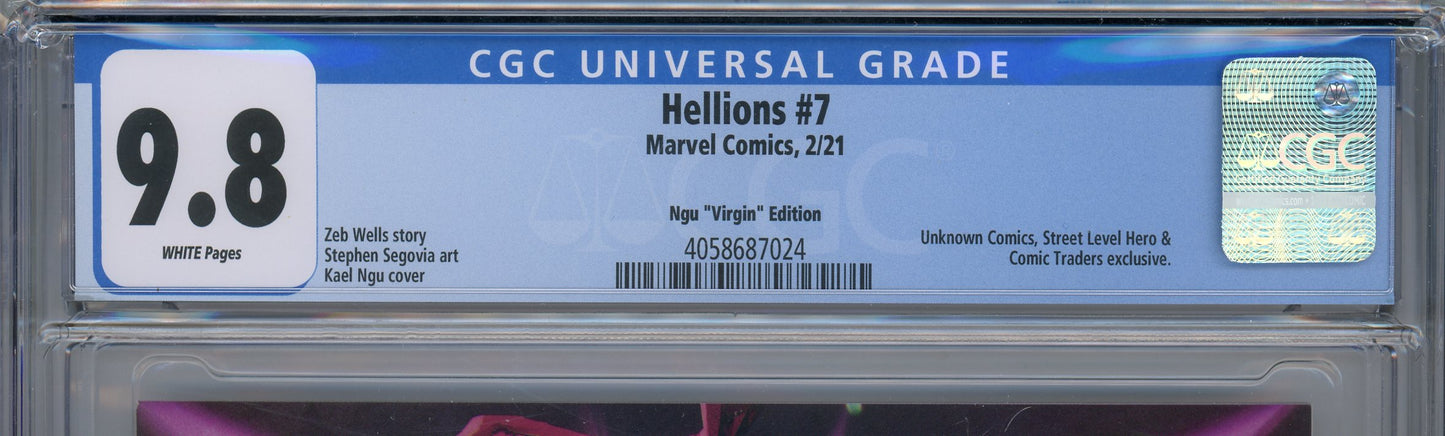 CGC UNIVERSAL GRADE
9.8
WHITE Pages
Hellions #7
Marvel Comics, 2/21
Ngu "Virgin" Edition
4058687024
Zeb Wells story
Stephen Segovia art
Kael Ngu cover
Unknown Comics, Street Level Hero &
Comic Traders exclusive.
CGC
CGC